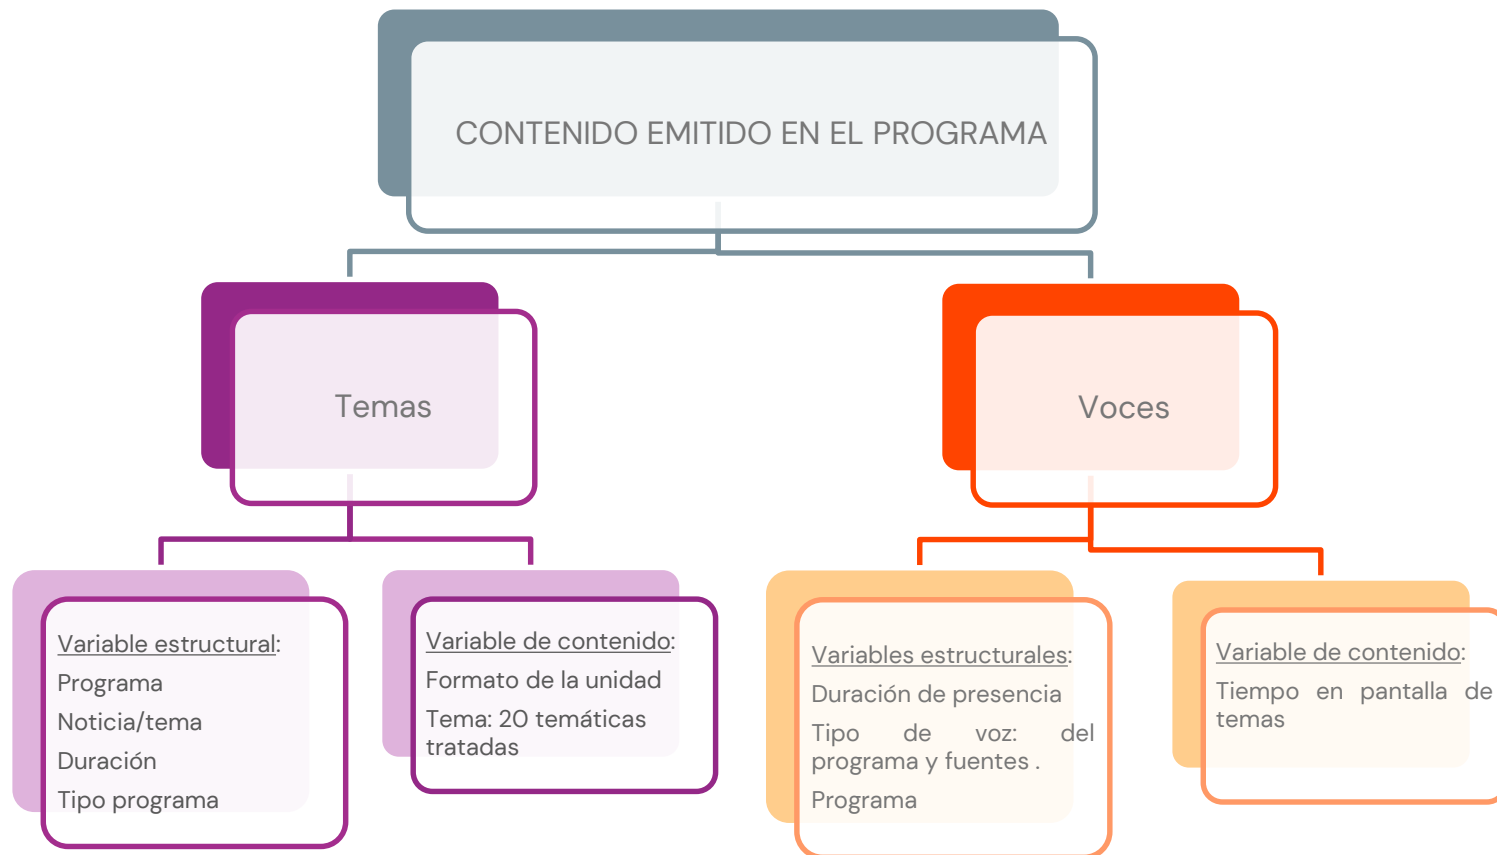 CONTENIDO EMITIDO EN EL PROGRAMA
Temas
Voces
Variable estructural:
Programa
Noticia/tema
Duración
Tipo programa
Variable de contenido:
Formato de la unidad
Tema: 20 temáticas
tratadas
Variables estructurales:
Duración de presencia
Tipo de voz: del
programa y fuentes .
Programa
Variable de contenido:
Tiempo en pantalla de
temas